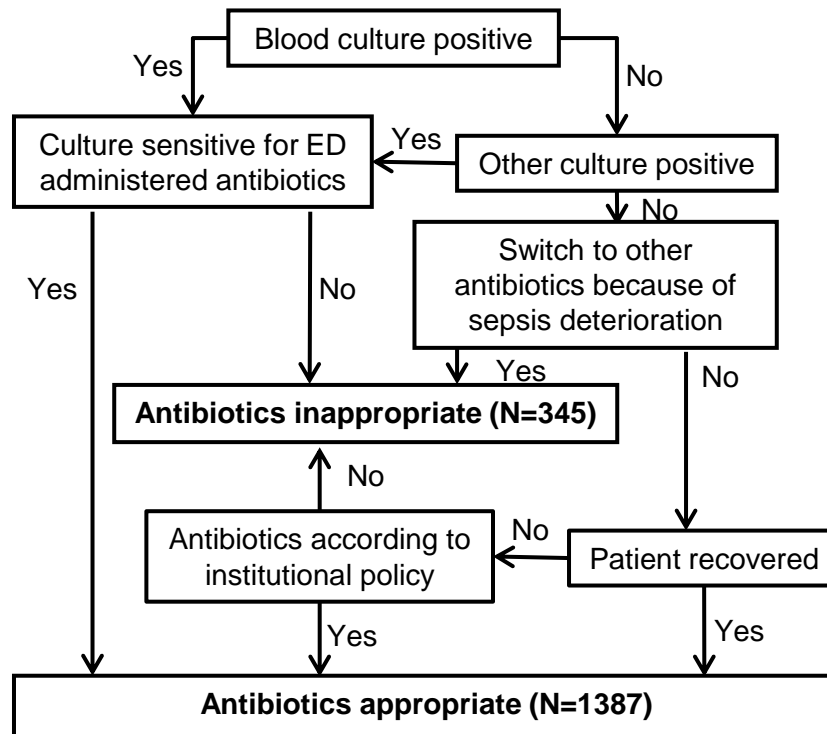 Blood culture positive
Yes
No
Culture sensitive for ED
administered antibiotics
Yes
Other culture positive
No
Switch to other
antibiotics because of
sepsis deterioration
Yes
No
Yes
No
Antibiotics inappropriate (N=345)
No
Antibiotics according to
institutional policy
No
Patient recovered
Yes
Yes
Antibiotics appropriate (N=1387)